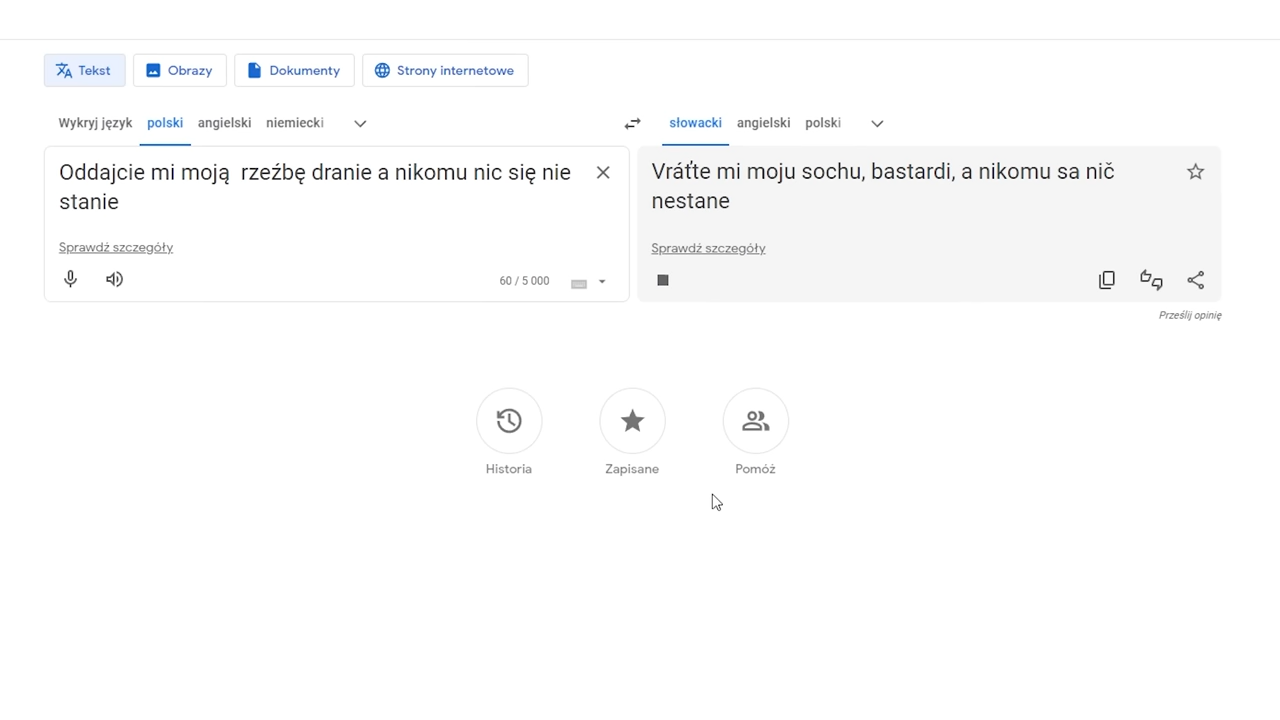 Tekst Obrazy Dokumenty Strony internetowe
Wykryj język polski angielski niemiecki słowacki angielski polski
Oddajcie mi moją rzeźbę dranie a nikomu nic się nie
stanie
Sprawdź szczegóły
60 / 5 000
Vráťte mi moju sochu, bastardi, a nikomu sa nič
nestane
Sprawdź szczegóły
Prześlij opinię
Historia Zapisane Pomóż